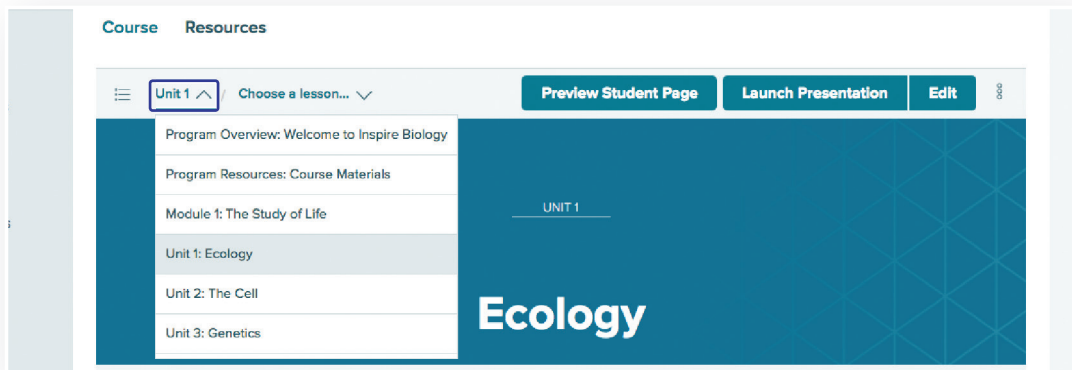 Course Resources
Unit 1 / Choose a lesson...
Preview Student Page Launch Presentation Edit
Program Overview: Welcome to Inspire Biology
Program Resources: Course Materials
Module 1: The Study of Life
Unit 1: Ecology
Unit 2: The Cell
Unit 3: Genetics
UNIT 1
Ecology